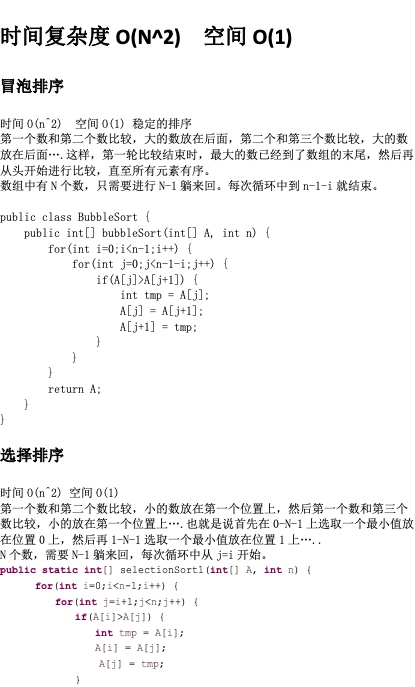 时间复杂度 O(N^2)　空间 O(1)
冒泡排序
时间 O(n^2)　空间 O(1) 稳定的排序
第一个数和第二个数比较，大的数放在后面，第二个和第三个数比较，大的数
放在后面….这样，第一轮比较结束时，最大的数已经到了数组的末尾，然后再
从头开始进行比较，直至所有元素有序。
数组中有 N 个数，只需要进行 N-1 躺来回。每次循环中到 n-1-i 就结束。
public class BubbleSort {
    public int[] bubbleSort(int[] A, int n) {
        for(int i=0;i<n-1;i++) {
            for(int j=0;j<n-1-i;j++) {
                if(A[j]>A[j+1]) {
                    int tmp = A[j];
                    A[j] = A[j+1];
                    A[j+1] = tmp;
                }
            }
        }
        return A;
    }
}
选择排序
时间 O(n^2) 空间 O(1)
第一个数和第二个数比较，小的数放在第一个位置上，然后第一个数和第三个
数比较，小的放在第一个位置上….也就是说首先在 0-N-1 上选取一个最小值放
在位置 0 上，然后再 1-N-1 选取一个最小值放在位置 1 上…..
N 个数，需要 N-1 躺来回，每次循环中从 j=i 开始。
public static int[] selectionSort1(int[] A, int n) {
    for(int i=0;i<n-1;i++) {
        for(int j=i+1;j<n;j++) {
            if(A[i]>A[j]) {
                int tmp = A[i];
                A[i] = A[j];
                A[j] = tmp;
            }